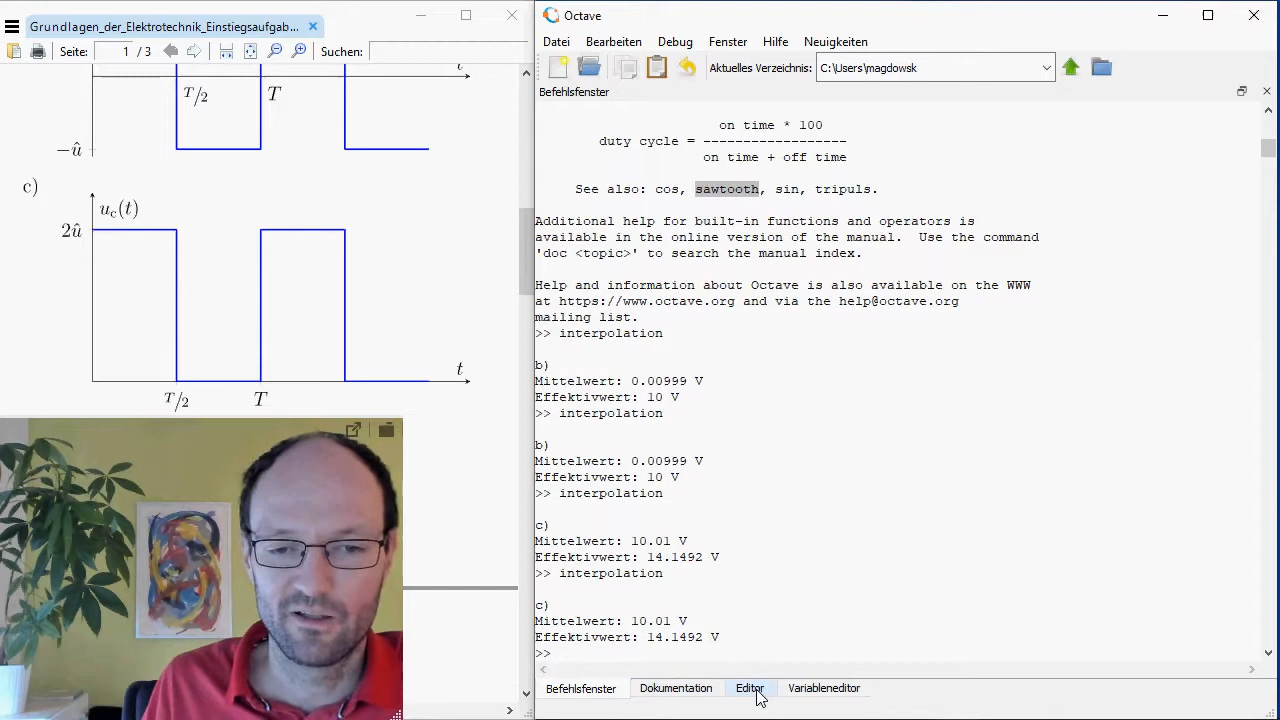 Grundlagen_der_Elektrotechnik_Einstiegsaufgab...
Seite: 1 / 3 Suchen:
t
T/2 T
−û
c)
u_c(t)
2û
t
T/2 T
Octave
Datei Bearbeiten Debug Fenster Hilfe Neuigkeiten
Aktuelles Verzeichnis: C:\Users\magdowsk
Befehlsfenster
on time * 100
duty cycle = ------------------
on time + off time
See also: cos, sawtooth, sin, tripuls.
Additional help for built-in functions and operators is
available in the online version of the manual.  Use the command
'doc <topic>' to search the manual index.
Help and information about Octave is also available on the WWW
at https://www.octave.org and via the help@octave.org
mailing list.
>> interpolation
b)
Mittelwert: 0.00999 V
Effektivwert: 10 V
>> interpolation
b)
Mittelwert: 0.00999 V
Effektivwert: 10 V
>> interpolation
c)
Mittelwert: 10.01 V
Effektivwert: 14.1492 V
>> interpolation
c)
Mittelwert: 10.01 V
Effektivwert: 14.1492 V
>>
Befehlsfenster Dokumentation Editor Variableneditor